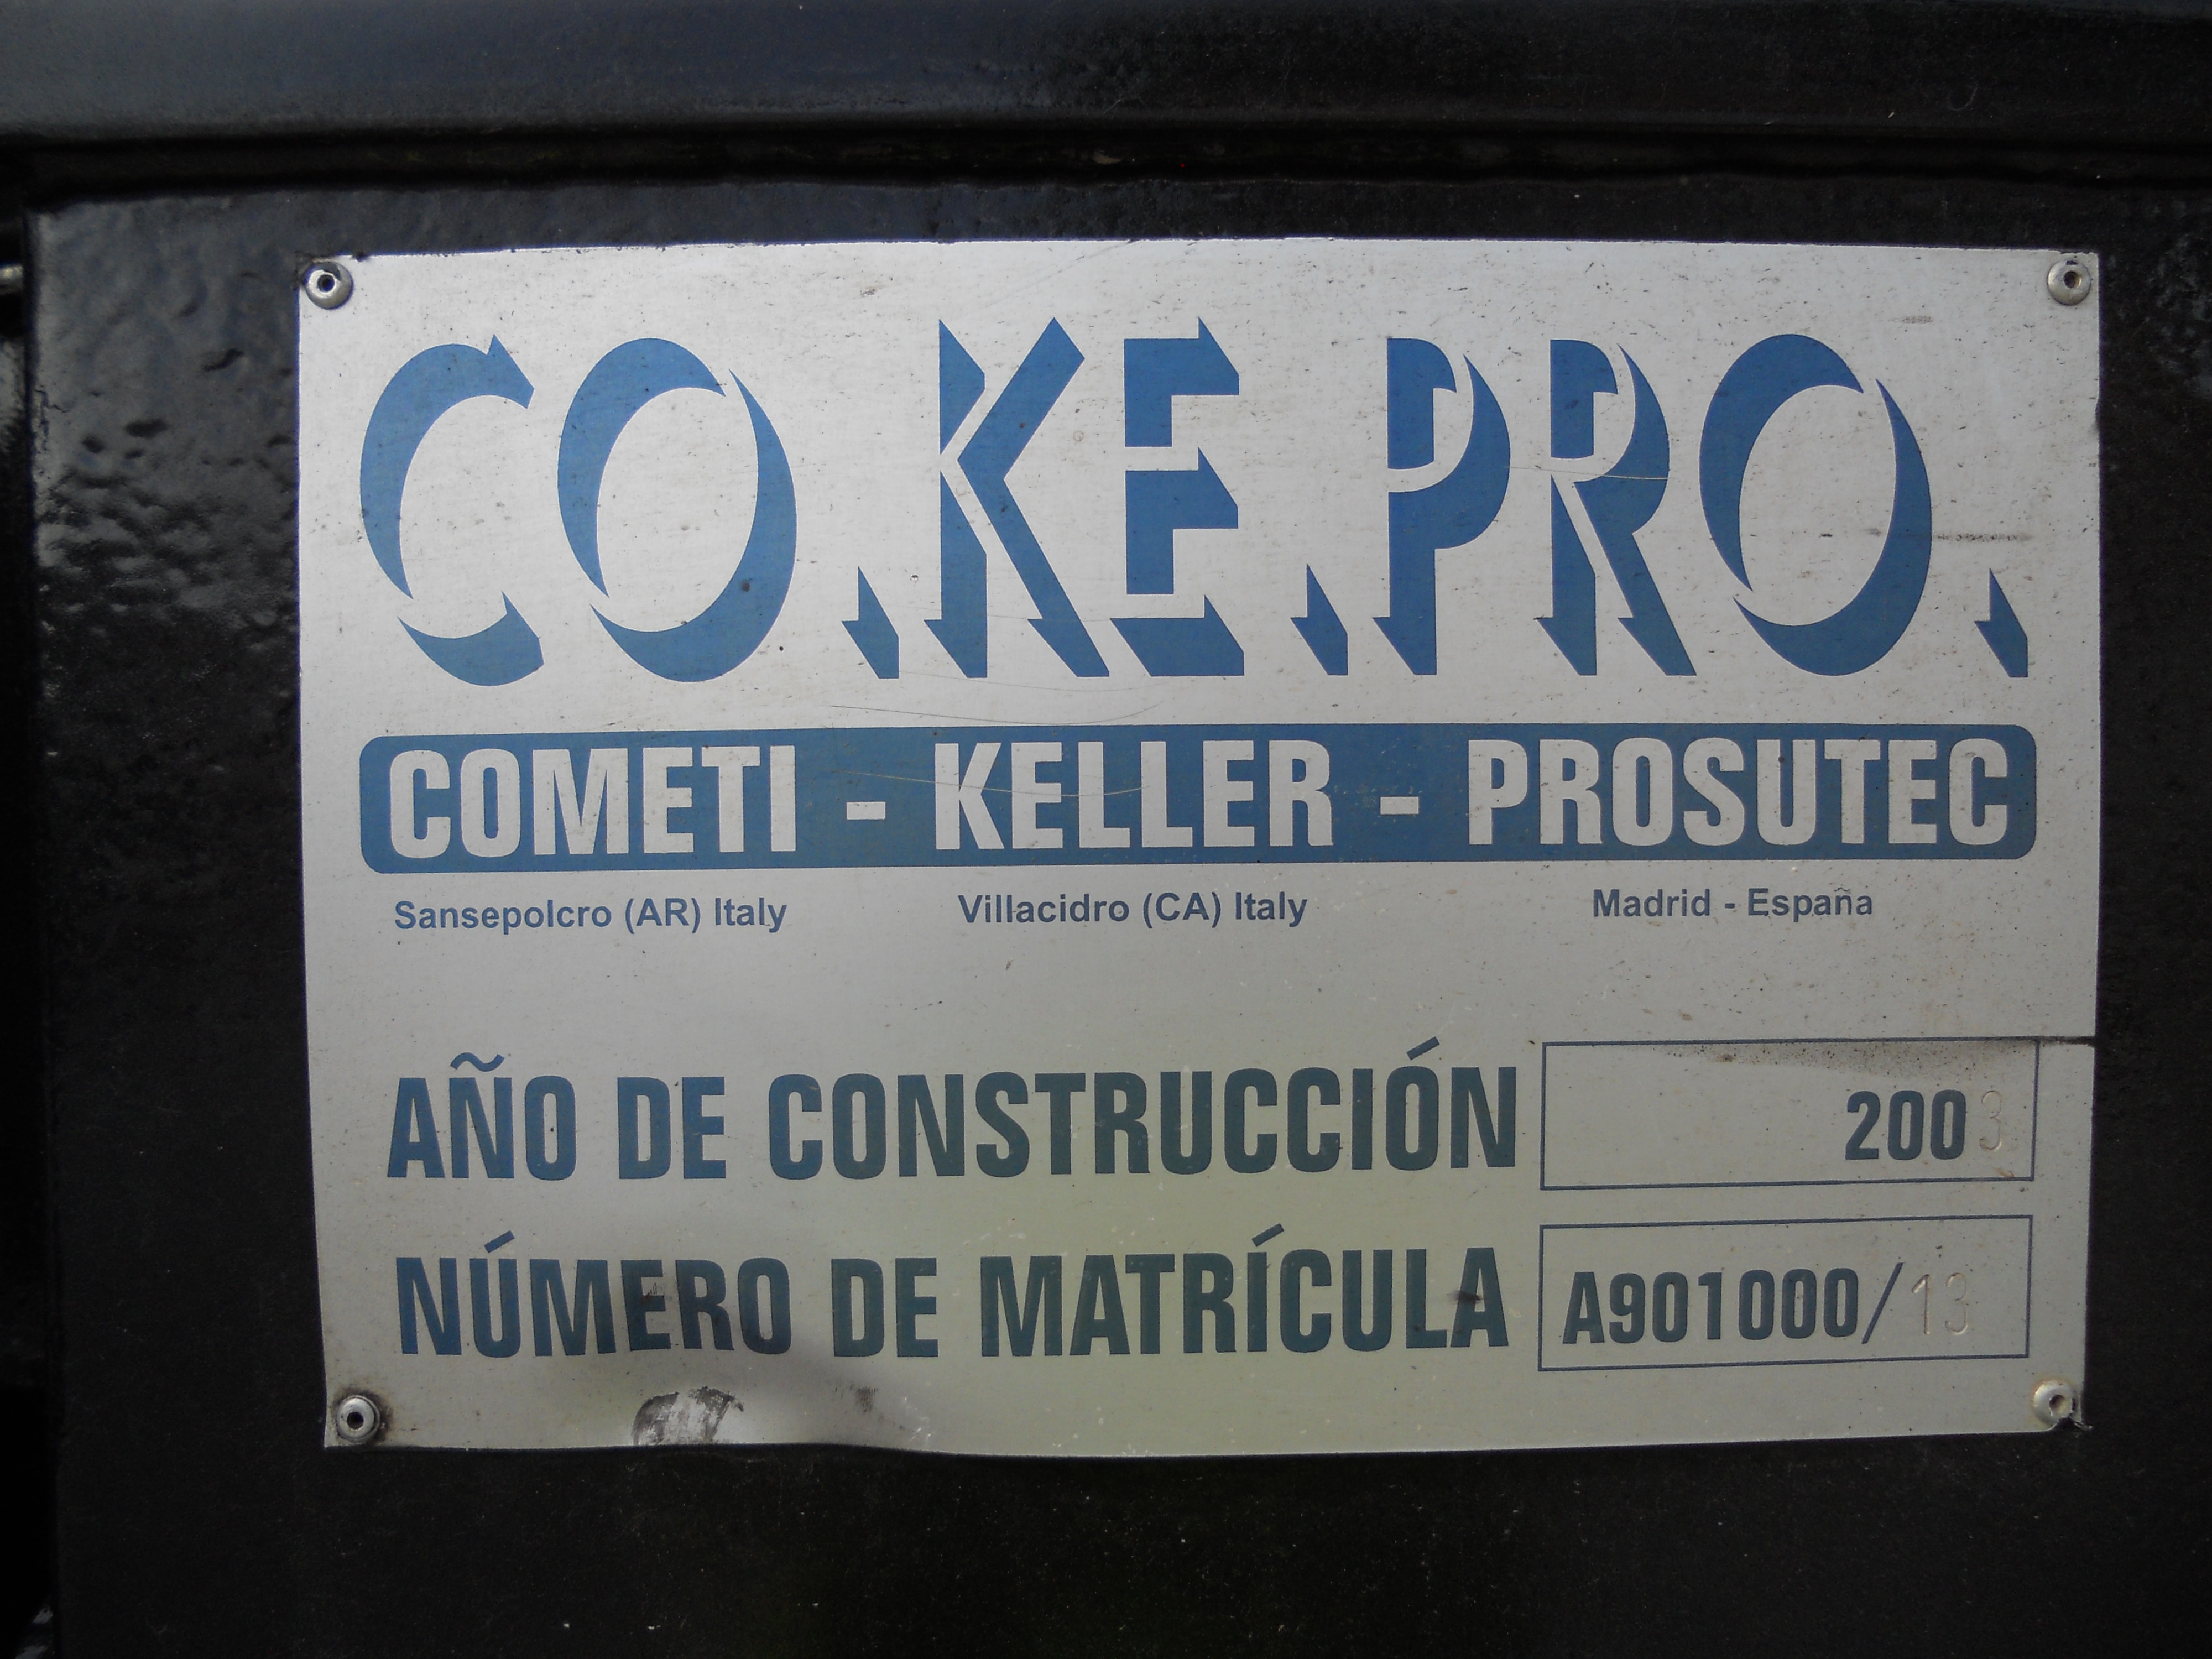 CO.KE.PRO.
COMETI - KELLER - PROSUTEC
Sansepolcro (AR) Italy Villacidro (CA) Italy Madrid - España
AÑO DE CONSTRUCCIÓN 2003
NÚMERO DE MATRÍCULA A901000/13